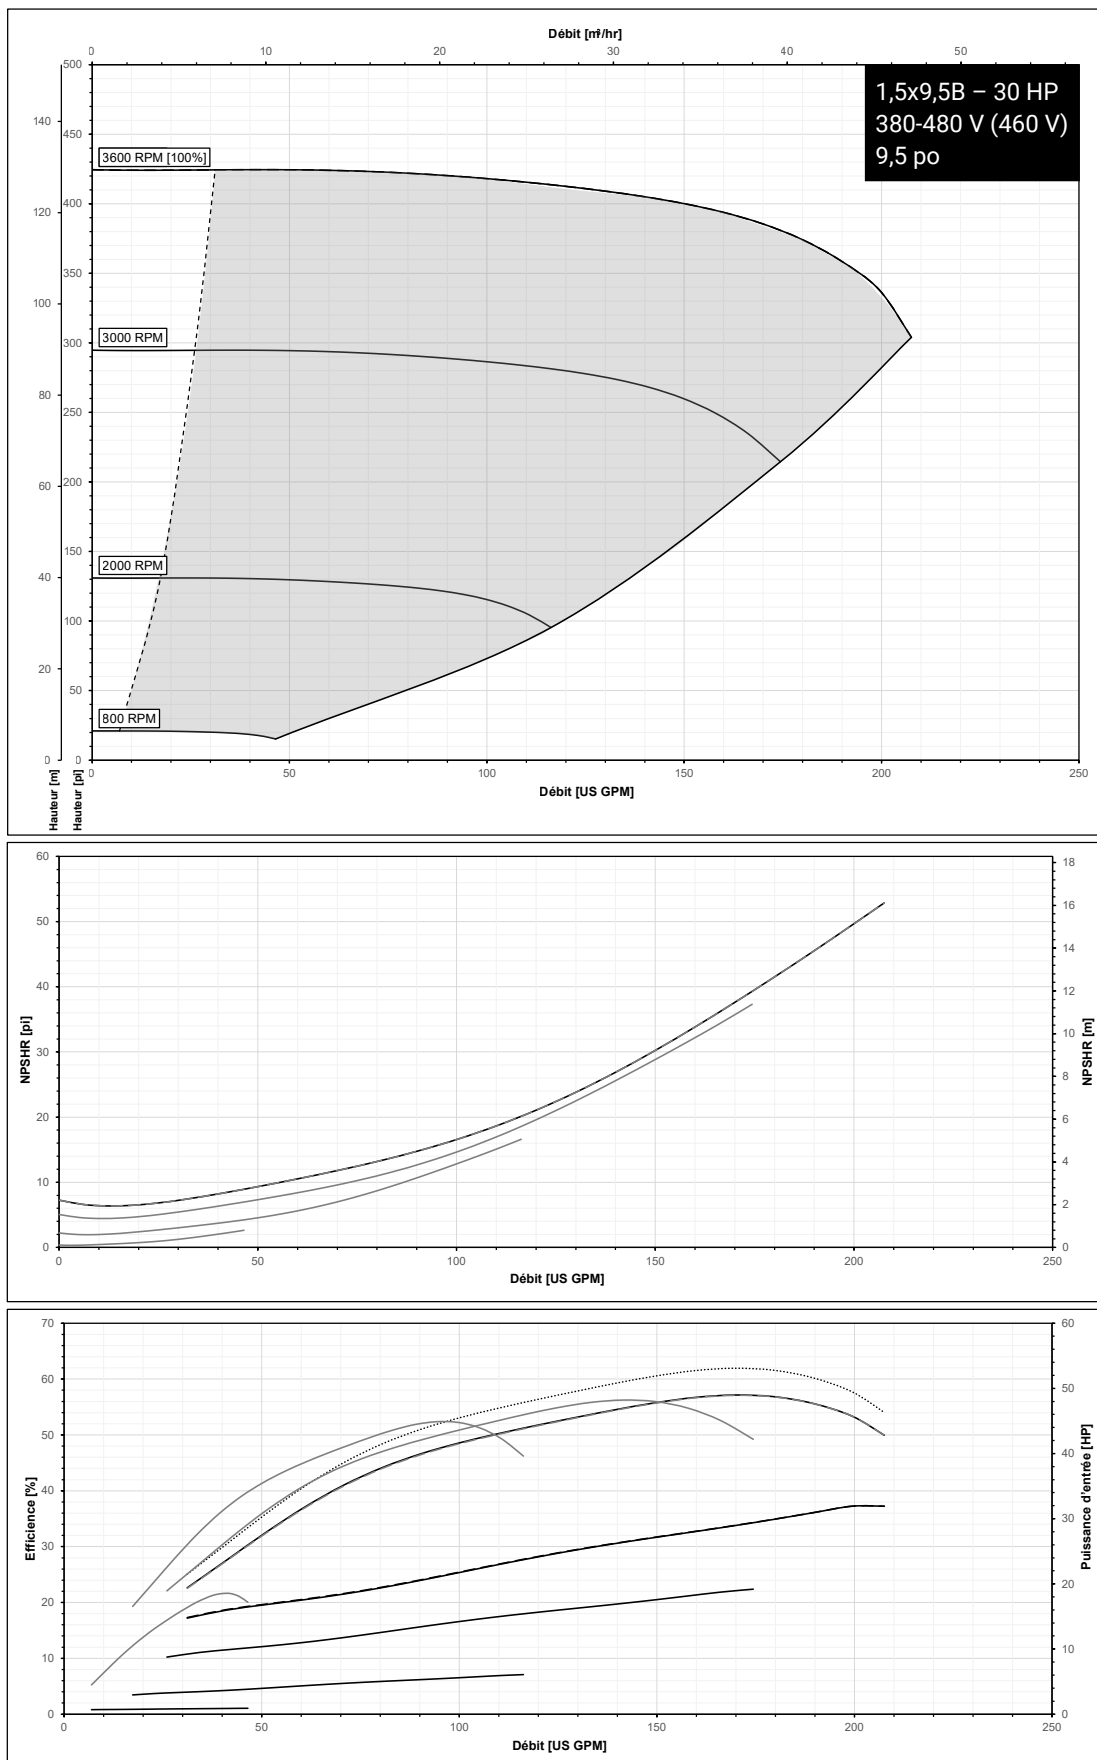 Débit [m³/hr]
0 10 20 30 40 50
1,5x9,5B – 30 HP
380-480 V (460 V)
9,5 po
500
450
400
350
300
250
200
150
100
50
0
140
120
100
80
60
40
20
0
3600 RPM [100%]
3000 RPM
2000 RPM
800 RPM
0 50 100 150 200 250
Débit [US GPM]
Hauteur [m]
Hauteur [pi]
60
50
40
30
20
10
0
NPSHR [pi]
18
16
14
12
10
8
6
4
2
0
NPSHR [m]
0 50 100 150 200 250
Débit [US GPM]
70
60
50
40
30
20
10
0
Efficience [%]
60
50
40
30
20
10
0
Puissance d'entrée [HP]
0 50 100 150 200 250
Débit [US GPM]